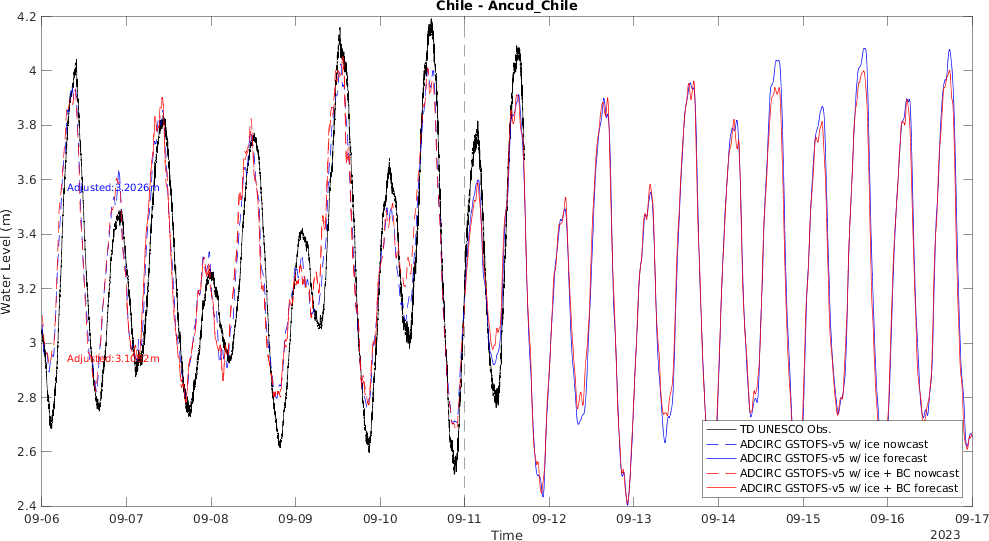 Chile - Ancud_Chile
4.2
4
3.8
3.6
3.4
3.2
3
2.8
2.6
2.4
Water Level (m)
Adjusted:3.2026m
TD UNESCO Obs.
ADCIRC GSTOFS-v5 w/ ice nowcast
ADCIRC GSTOFS-v5 w/ ice forecast
ADCIRC GSTOFS-v5 w/ ice + BC nowcast
ADCIRC GSTOFS-v5 w/ ice + BC forecast
09-06 09-07 09-08 09-09 09-10 09-11 09-12 09-13 09-14 09-15 09-16 09-17
Time
2023